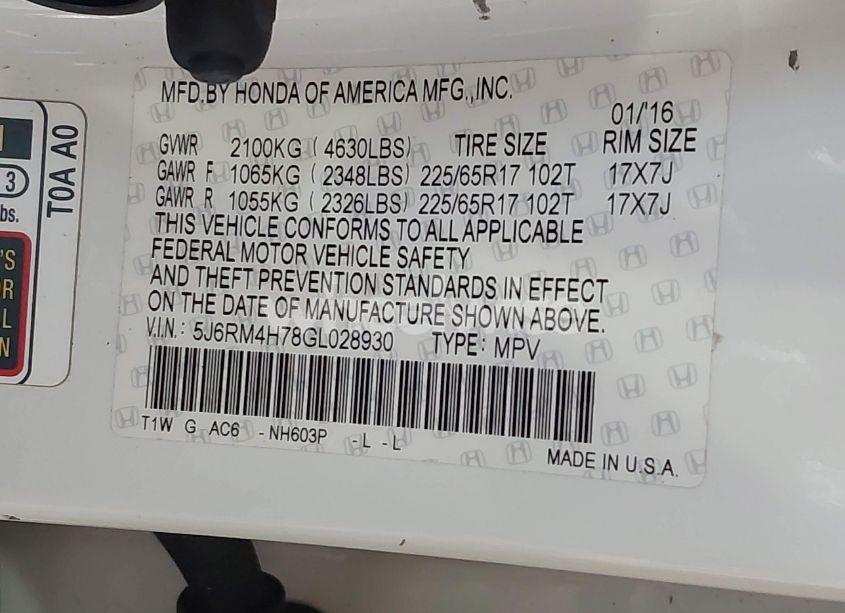 MFD.BY HONDA OF AMERICA MFG.,INC.
01/'16
GVWR 2100KG ( 4630LBS) TIRE SIZE RIM SIZE
GAWR F 1065KG ( 2348LBS) 225/65R17 102T 17X7J
GAWR R 1055KG ( 2326LBS) 225/65R17 102T 17X7J
THIS VEHICLE CONFORMS TO ALL APPLICABLE
FEDERAL MOTOR VEHICLE SAFETY
AND THEFT PREVENTION STANDARDS IN EFFECT
ON THE DATE OF MANUFACTURE SHOWN ABOVE.
V.I.N.: 5J6RM4H78GL028930 TYPE: MPV
T1W G AC6 -NH603P -L -L
MADE IN U.S.A.
T0A A0
3
bs.
'S
OR
L
N